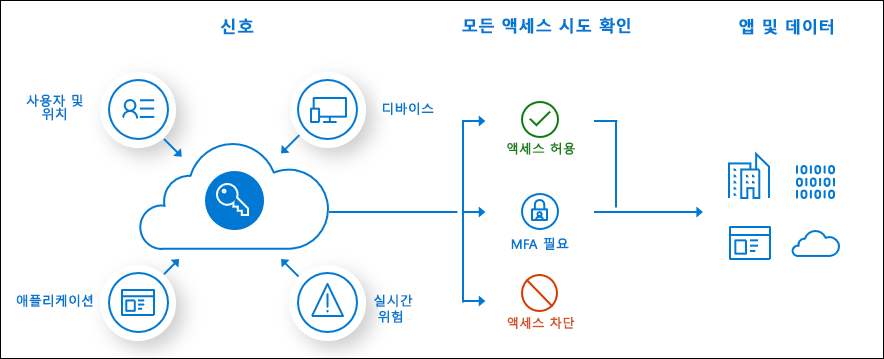 신호
모든 액세스 시도 확인
앱 및 데이터
사용자 및
위치
디바이스
액세스 허용
MFA 필요
애플리케이션
실시간
위험
액세스 차단
01010
010101
01010